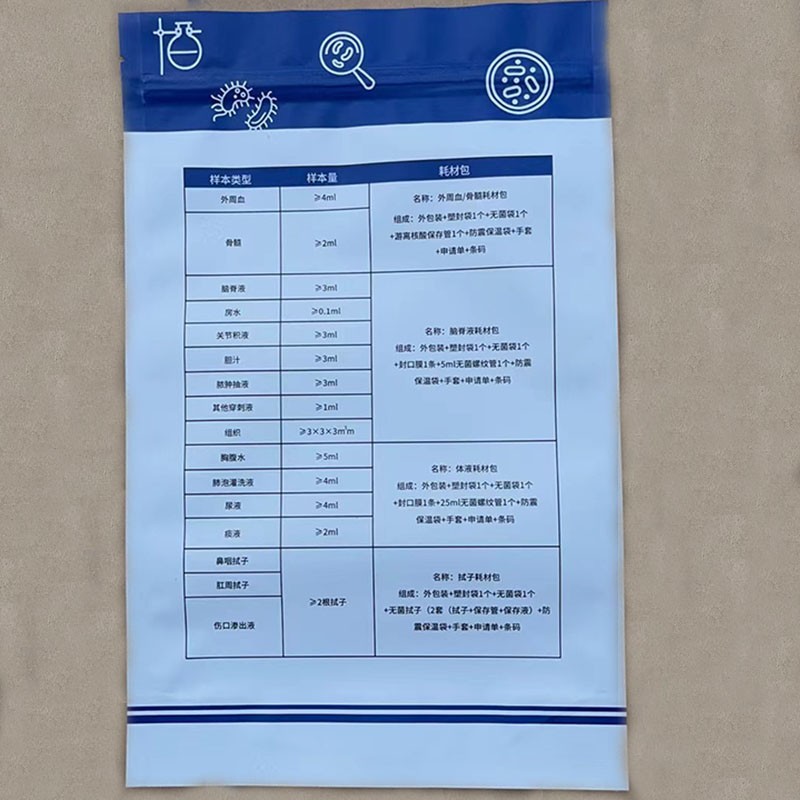 样本类型 样本量 耗材包
外周血 ≥4ml
骨髓 ≥2ml
名称：外周血/骨髓耗材包
组成：外包装+塑封袋1个+无菌袋1个
+游离核酸保存管1个+防震保温袋+手套
+申请单+条码
脑脊液 ≥3ml
房水 ≥0.1ml
关节积液 ≥3ml
胆汁 ≥3ml
脓肿抽液 ≥3ml
其他穿刺液 ≥1ml
组织 ≥3×3×3m³m
名称：脑脊液耗材包
组成：外包装+塑封袋1个+无菌袋1个
+封口膜1条+5ml无菌螺纹管1个+防震
保温袋+手套+申请单+条码
胸腹水 ≥5ml
肺泡灌洗液 ≥4ml
尿液 ≥4ml
痰液 ≥2ml
名称：体液耗材包
组成：外包装+塑封袋1个+无菌袋1个
+封口膜1条+25ml无菌螺纹管1个+防震
保温袋+手套+申请单+条码
鼻咽拭子
肛周拭子
伤口渗出液
≥2根拭子
名称：拭子耗材包
组成：外包装+塑封袋1个+无菌袋1个
+无菌拭子（2套（拭子+保存管+保存液）+防
震保温袋+手套+申请单+条码